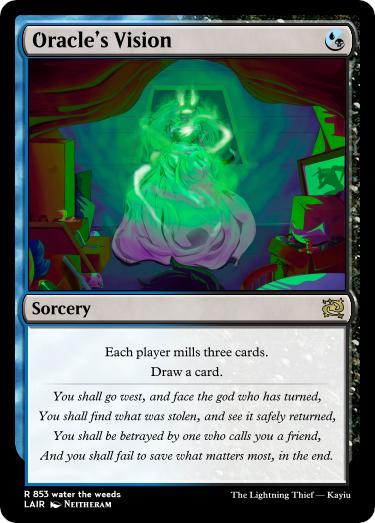 Oracle's Vision
Sorcery
Each player mills three cards.
Draw a card.
You shall go west, and face the god who has turned,
You shall find what was stolen, and see it safely returned,
You shall be betrayed by one who calls you a friend,
And you shall fail to save what matters most, in the end.
R 853 water the weeds
LAIR Neitheram
The Lightning Thief — Kayiu